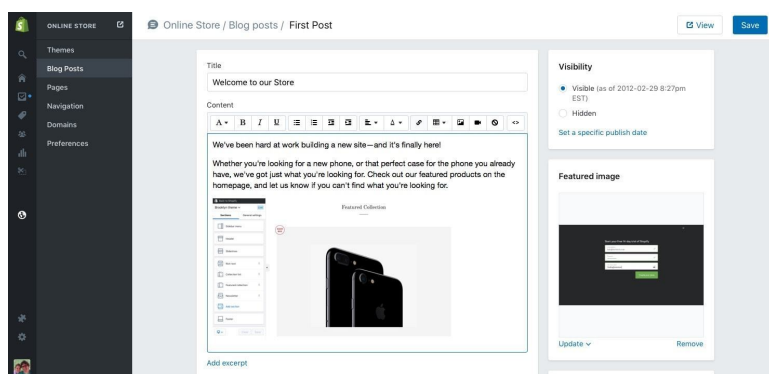 ONLINE STORE
Themes
Blog Posts
Pages
Navigation
Domains
Preferences
Online Store / Blog posts / First Post
View
Save
Title
Welcome to our Store
Content
A B I U
We've been hard at work building a new site—and it's finally here!
Whether you're looking for a new phone, or that perfect case for the phone you already
have, we've got just what you're looking for. Check out our featured products on the
homepage, and let us know if you can't find what you're looking for.
Featured Collection
Add excerpt
Visibility
Visible (as of 2012-02-29 8:27pm
EST)
Hidden
Set a specific publish date
Featured image
Update
Remove